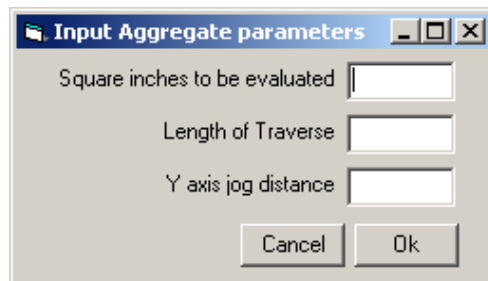 Input Aggregate parameters
Square inches to be evaluated
Length of Traverse
Y axis jog distance
Cancel Ok